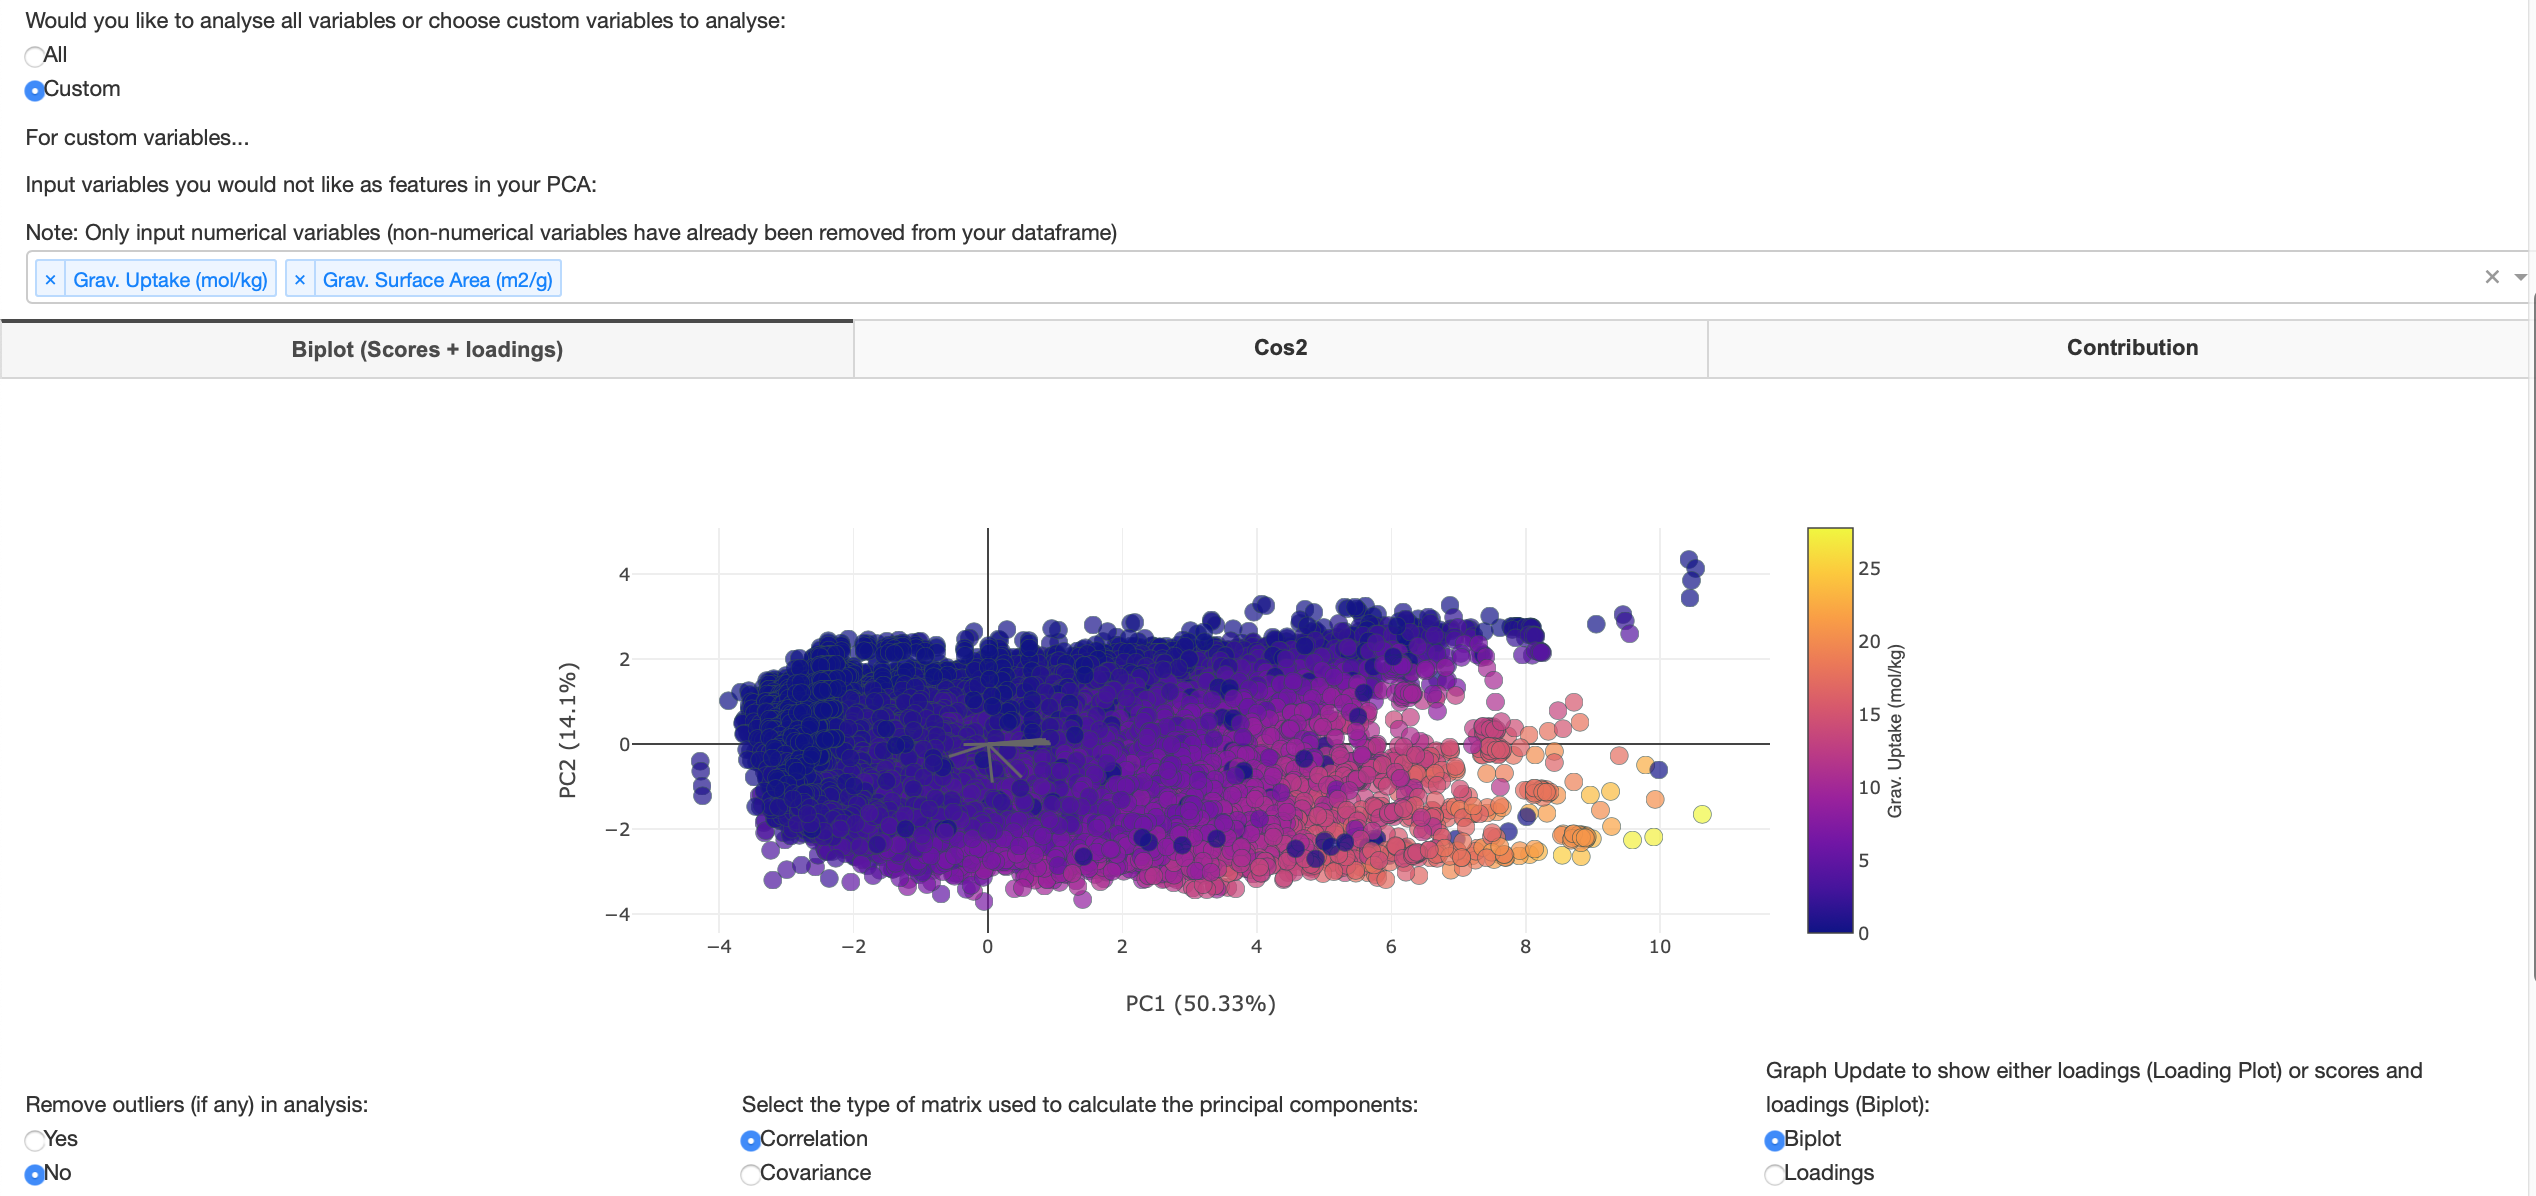 Would you like to analyse all variables or choose custom variables to analyse:
All
Custom
For custom variables...
Input variables you would not like as features in your PCA:
Note: Only input numerical variables (non-numerical variables have already been removed from your dataframe)
× Grav. Uptake (mol/kg) × Grav. Surface Area (m2/g) ×
Biplot (Scores + loadings) Cos2 Contribution
4
2
0
−2
−4
PC2 (14.1%)
−4 −2 0 2 4 6 8 10
PC1 (50.33%)
25
20
15
10
5
0
Grav. Uptake (mol/kg)
Remove outliers (if any) in analysis:
Yes
No
Select the type of matrix used to calculate the principal components:
Correlation
Covariance
Graph Update to show either loadings (Loading Plot) or scores and
loadings (Biplot):
Biplot
Loadings